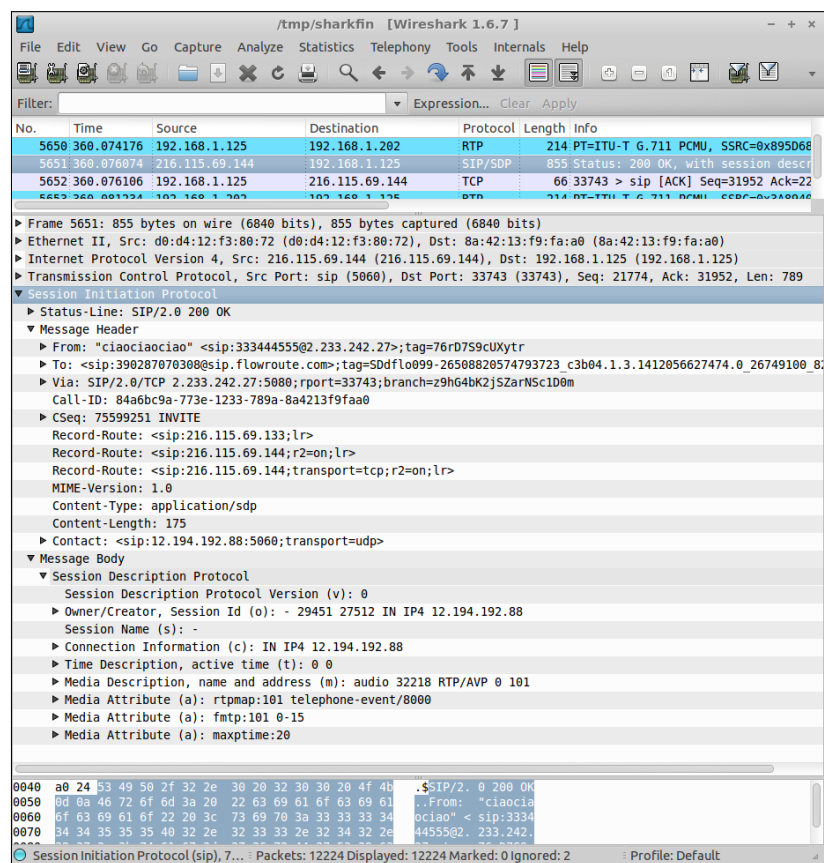 /tmp/sharkfin [Wireshark 1.6.7 ]
File Edit View Go Capture Analyze Statistics Telephony Tools Internals Help
Filter: Expression... Clear Apply
No. Time Source Destination Protocol Length Info
5650 360.074176 192.168.1.125 192.168.1.202 RTP 214 PT=ITU-T G.711 PCMU, SSRC=0x895D68
5651 360.076074 216.115.69.144 192.168.1.125 SIP/SDP 855 Status: 200 OK, with session descr
5652 360.076106 192.168.1.125 216.115.69.144 TCP 66 33743 > sip [ACK] Seq=31952 Ack=22
5653 360.081234 192.168.1.202 192.168.1.125 RTP 214 PT=ITU-T G.711 PCMU,
Frame 5651: 855 bytes on wire (6840 bits), 855 bytes captured (6840 bits)
Ethernet II, Src: d0:d4:12:f3:80:72 (d0:d4:12:f3:80:72), Dst: 8a:42:13:f9:fa:a0 (8a:42:13:f9:fa:a0)
Internet Protocol Version 4, Src: 216.115.69.144 (216.115.69.144), Dst: 192.168.1.125 (192.168.1.125)
Transmission Control Protocol, Src Port: sip (5060), Dst Port: 33743 (33743), Seq: 21774, Ack: 31952, Len: 789
Session Initiation Protocol
Status-Line: SIP/2.0 200 OK
Message Header
From: "ciaociaociao" <sip:333444555@2.233.242.27>;tag=76rD7S9cUXytr
To: <sip:390287070308@sip.flowroute.com>;tag=SDdflo099-26508820574793723_c3b04.1.3.1412056627474.0_26749100_82
Via: SIP/2.0/TCP 2.233.242.27:5080;rport=33743;branch=z9hG4bK2jSZarNSc1D0m
Call-ID: 84a6bc9a-773e-1233-789a-8a4213f9faa0
CSeq: 75599251 INVITE
Record-Route: <sip:216.115.69.133;lr>
Record-Route: <sip:216.115.69.144;r2=on;lr>
Record-Route: <sip:216.115.69.144;transport=tcp;r2=on;lr>
MIME-Version: 1.0
Content-Type: application/sdp
Content-Length: 175
Contact: <sip:12.194.192.88:5060;transport=udp>
Message Body
Session Description Protocol
Session Description Protocol Version (v): 0
Owner/Creator, Session Id (o): - 29451 27512 IN IP4 12.194.192.88
Session Name (s): -
Connection Information (c): IN IP4 12.194.192.88
Time Description, active time (t): 0 0
Media Description, name and address (m): audio 32218 RTP/AVP 0 101
Media Attribute (a): rtpmap:101 telephone-event/8000
Media Attribute (a): fmtp:101 0-15
Media Attribute (a): maxptime:20
0040 a0 24 53 49 50 2f 32 2e 30 20 32 30 30 20 4f 4b .$SIP/2. 0 200 OK
0050 0d 0a 46 72 6f 6d 3a 20 22 63 69 61 6f 63 69 61 ..From: "ciaocia
0060 6f 63 69 61 6f 22 20 3c 73 69 70 3a 33 33 33 34 ociao" < sip:3334
0070 34 34 35 35 35 40 32 2e 32 33 33 2e 32 34 32 2e 44555@2. 233.242.
Session Initiation Protocol (sip), 7... Packets: 12224 Displayed: 12224 Marked: 0 Ignored: 2 Profile: Default